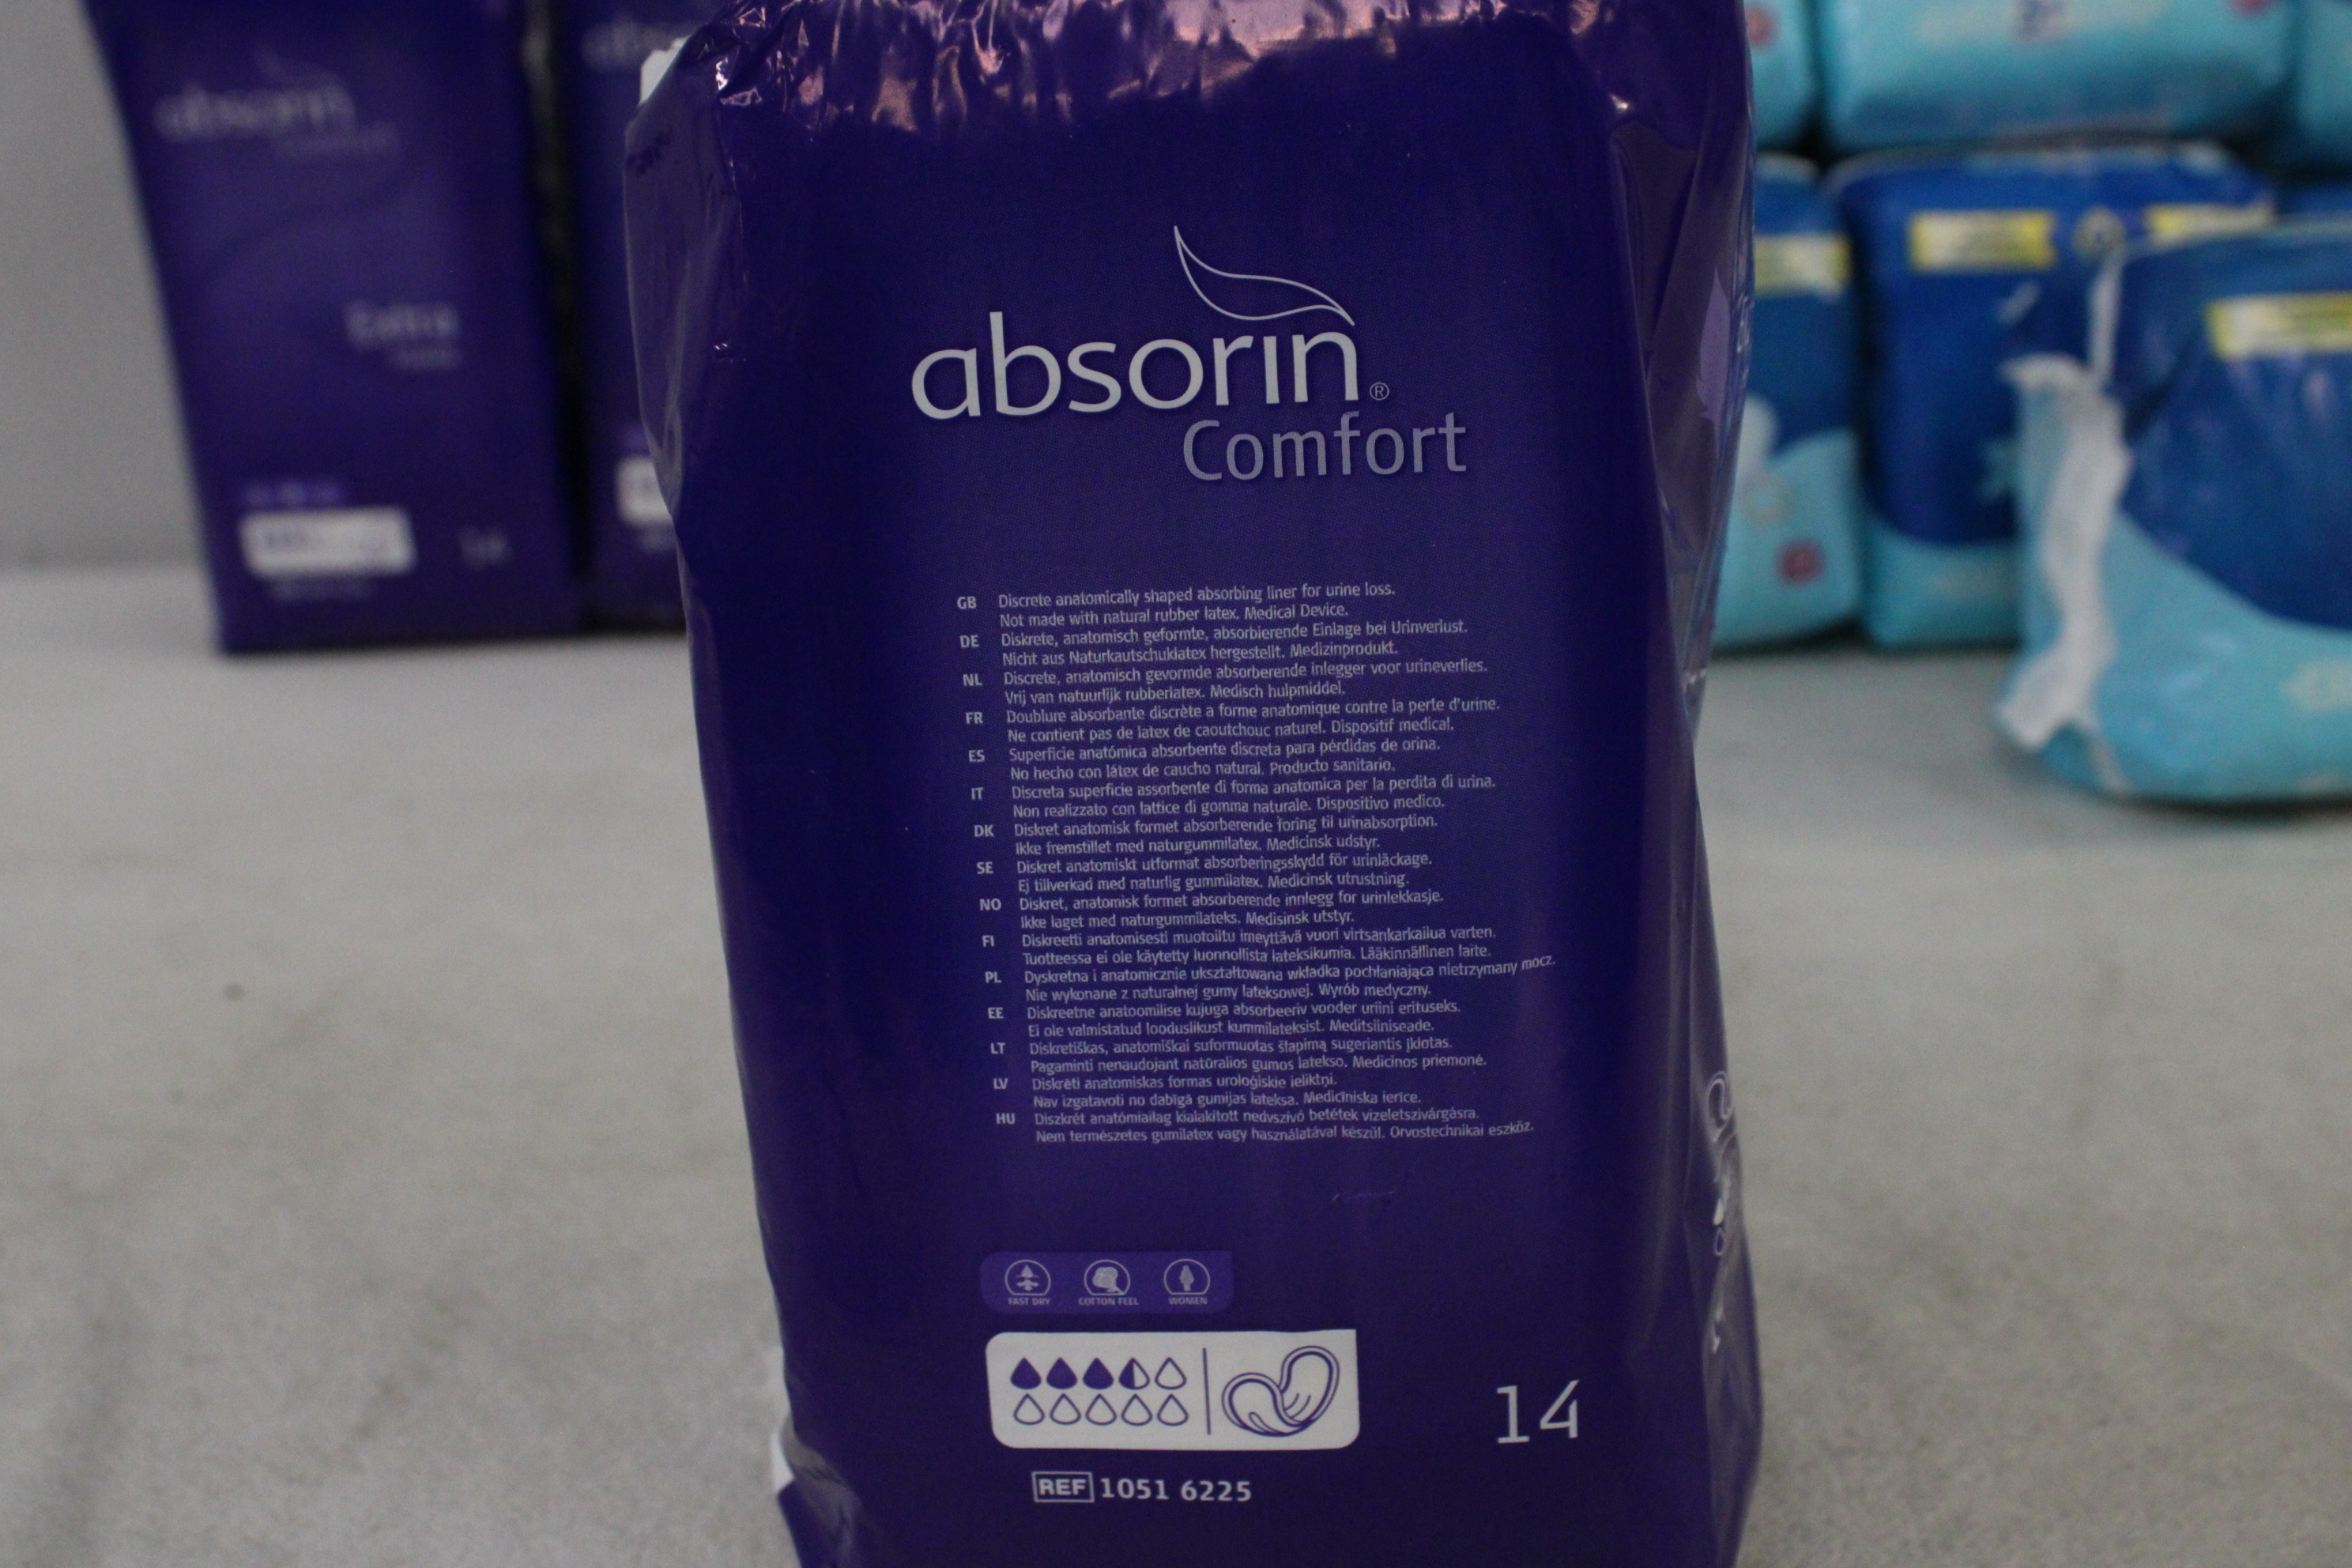 absorin®
Comfort
GB Discrete anatomically shaped absorbing liner for urine loss.
Not made with natural rubber latex. Medical Device.
DE Diskrete, anatomisch geformte, absorbierende Einlage bei Urinverlust.
Nicht aus Naturkautschuklatex hergestellt. Medizinprodukt.
NL Discrete, anatomisch gevormde absorberende inlegger voor urineverlies.
Vrij van natuurlijk rubberlatex. Medisch hulpmiddel.
FR Doublure absorbante discrète a forme anatomique contre la perte d'urine.
Ne contient pas de latex de caoutchouc naturel. Dispositif medical.
ES Superficie anatómica absorbente discreta para pérdidas de orina.
No hecho con látex de caucho natural. Producto sanitario.
IT Discreta superficie assorbente di forma anatomica per la perdita di urina.
Non realizzato con lattice di gomma naturale. Dispositivo medico.
DK Diskret anatomisk formet absorberende foring til urinabsorption.
Ikke fremstillet med naturgummilatex. Medicinsk udstyr.
SE Diskret anatomiskt utformat absorberingsskydd för urinläckage.
Ej tillverkad med naturlig gummilatex. Medicinsk utrustning.
NO Diskret, anatomisk formet absorberende innlegg for urinlekkasje.
Ikke laget med naturgummilateks. Medisinsk utstyr.
FI Diskreetti anatomisesti muotoiltu imeyttävä vuori virtsankarkailua varten.
Tuotteessa ei ole käytetty luonnollista lateksikumia. Lääkinnällinen laite.
PL Dyskretna i anatomicznie ukształtowana wkładka pochłaniająca nietrzymany mocz.
Nie wykonane z naturalnej gumy lateksowej. Wyrób medyczny.
EE Diskreetne anatoomilise kujuga absorbeeriv vooder uriini erituseks.
Ei ole valmistatud looduslikust kummilateksist. Meditsiiniseade.
LT Diskretiškas, anatomiškai suformuotas šlapimą sugeriantis įklotas.
Pagaminti nenaudojant natūralios gumos latekso. Medicinos priemonė.
LV Diskrēti anatomiskas formas uroloģiskie ieliktņi.
Nav izgatavoti no dabīgā gumijas lateksa. Medicīniska ierīce.
HU Diszkrét anatómiailag kialakított nedvszívó betétek vizeletszivárgásra.
Nem természetes gumilatex vagy használatával készül. Orvostechnikai eszköz.
FAST DRY COTTON FEEL WOMEN
14
REF 1051 6225
absorin
Extra
14